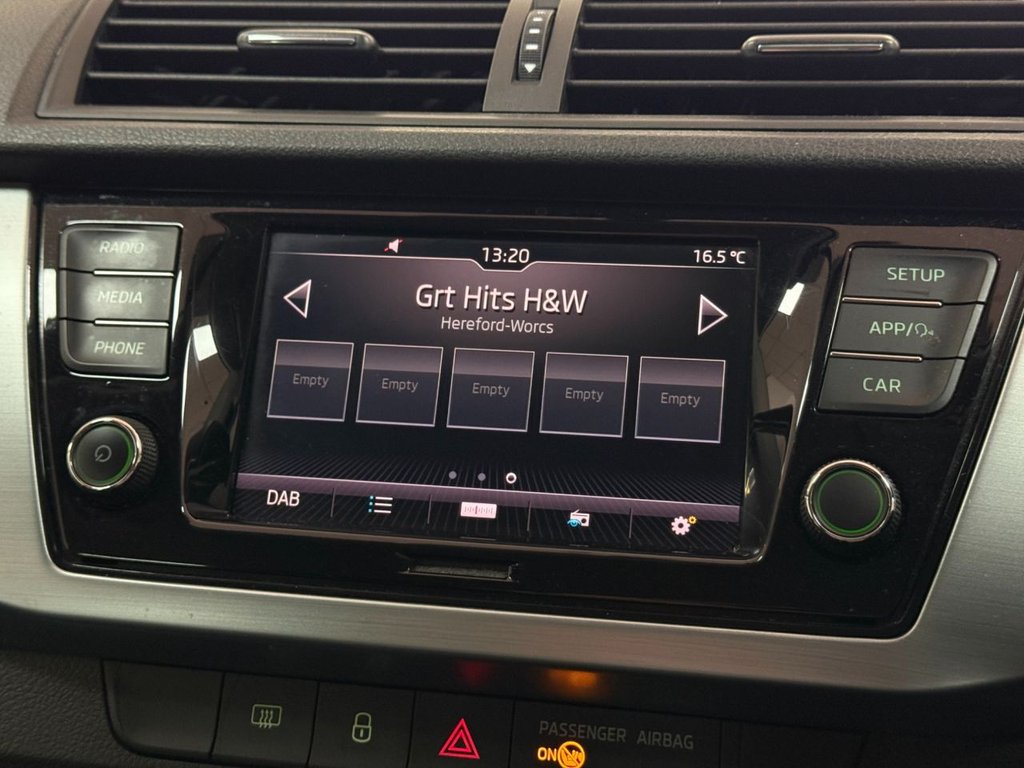 RADIO
MEDIA
PHONE
13:20
16.5 °C
Grt Hits H&W
Hereford-Worcs
Empty Empty Empty Empty Empty
DAB
SETUP
APP/
CAR
PASSENGER AIRBAG
ON